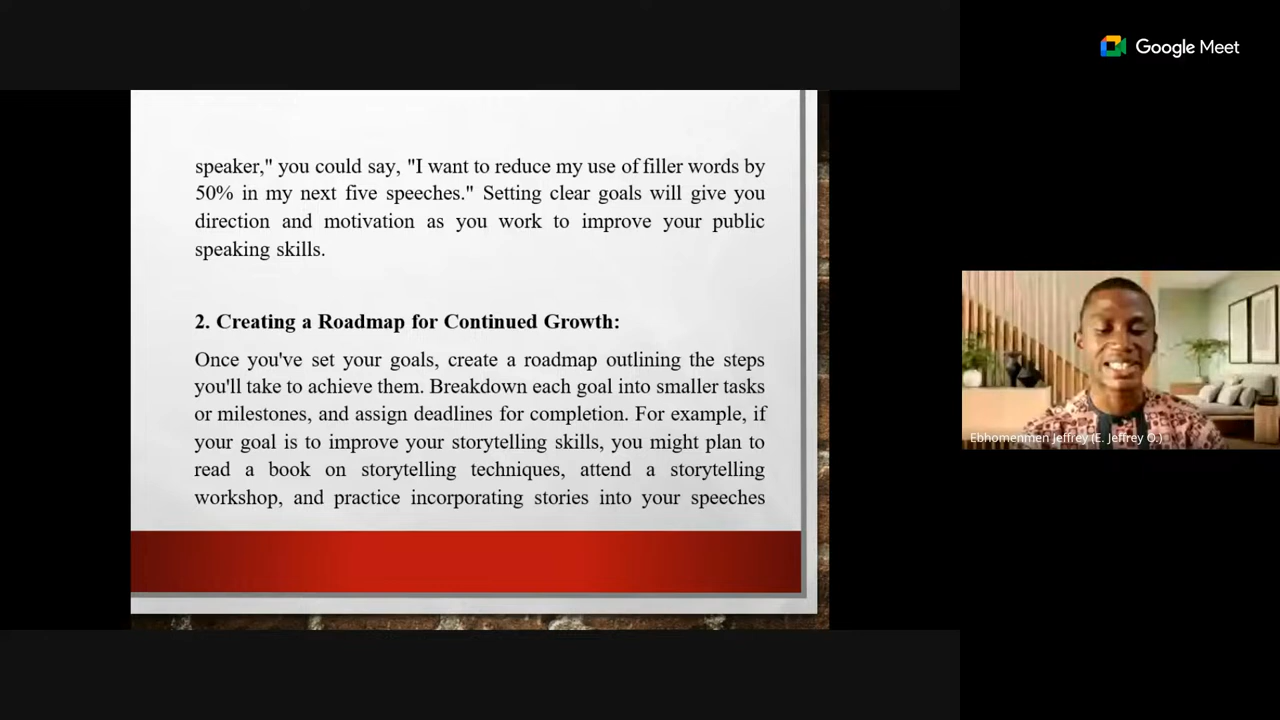 Google Meet
speaker," you could say, "I want to reduce my use of filler words by
50% in my next five speeches." Setting clear goals will give you
direction and motivation as you work to improve your public
speaking skills.
2. Creating a Roadmap for Continued Growth:
Once you've set your goals, create a roadmap outlining the steps
you'll take to achieve them. Breakdown each goal into smaller tasks
or milestones, and assign deadlines for completion. For example, if
your goal is to improve your storytelling skills, you might plan to
read a book on storytelling techniques, attend a storytelling
workshop, and practice incorporating stories into your speeches
Ebhomenmen Jeffrey (E. Jeffrey O.)